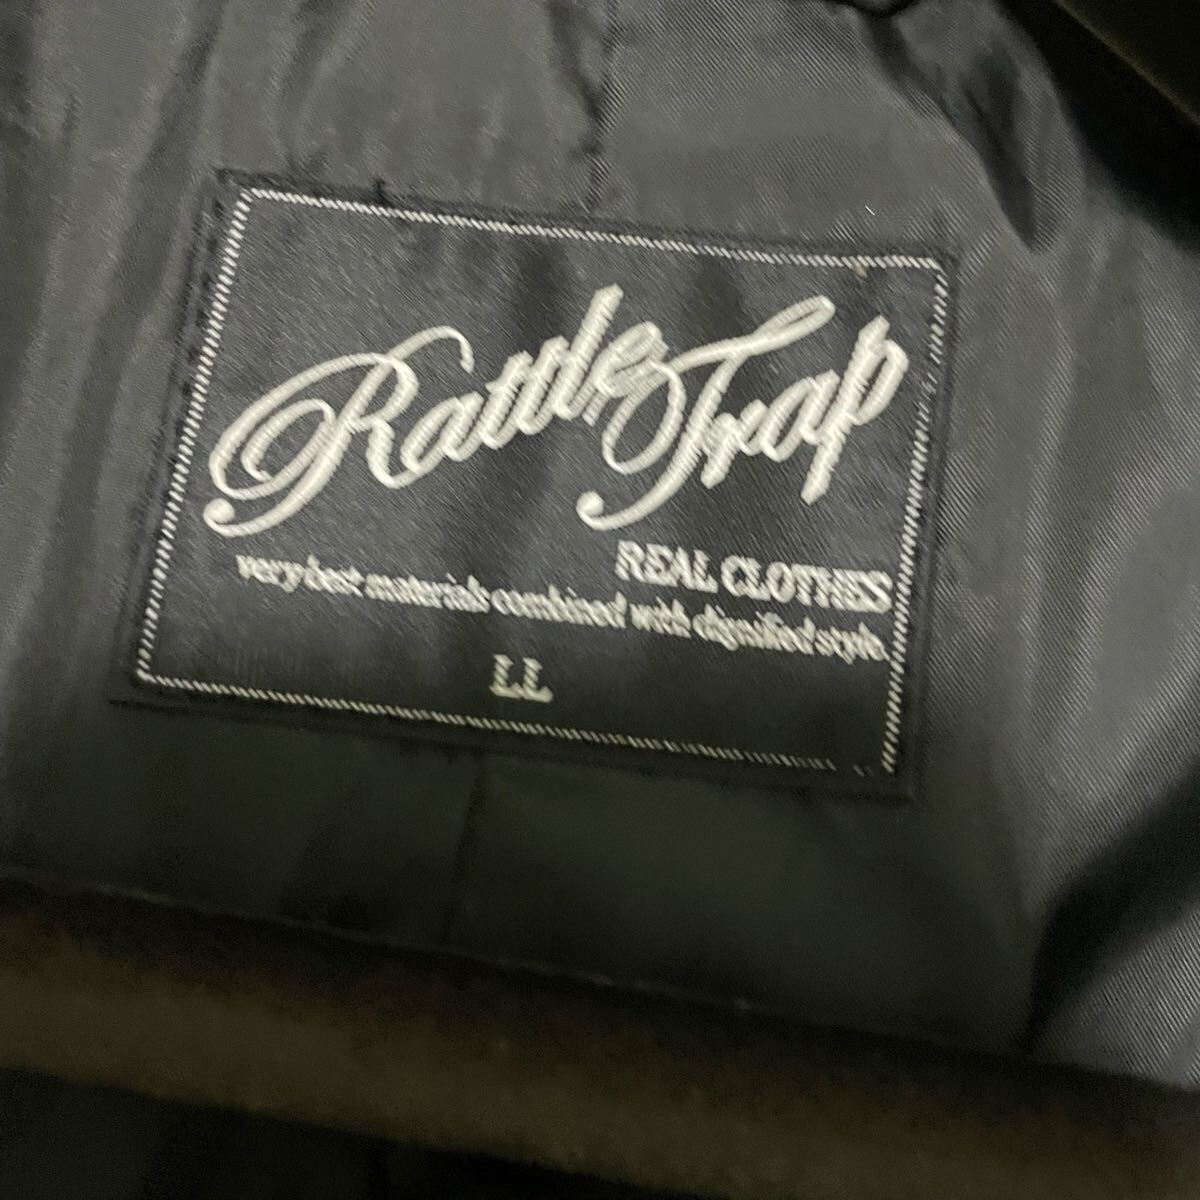 Rattle Trap
REAL CLOTHES
very best materials combined with dignified style.
LL